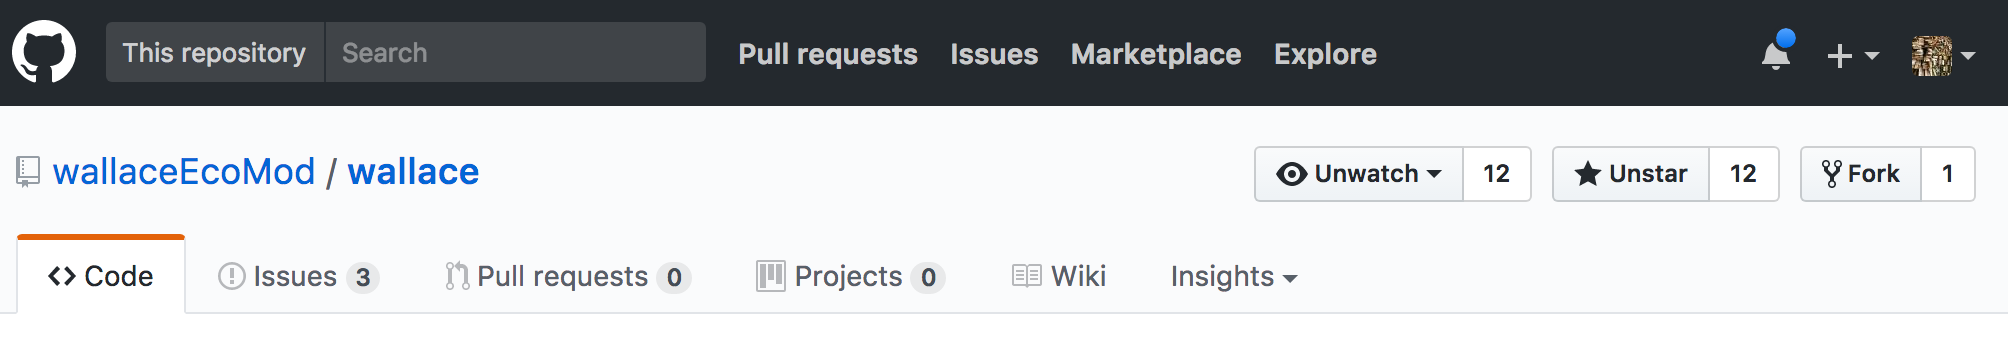 This repository Search Pull requests Issues Marketplace Explore
wallaceEcoMod / wallace Unwatch 12 Unstar 12 Fork 1
Code Issues 3 Pull requests 0 Projects 0 Wiki Insights